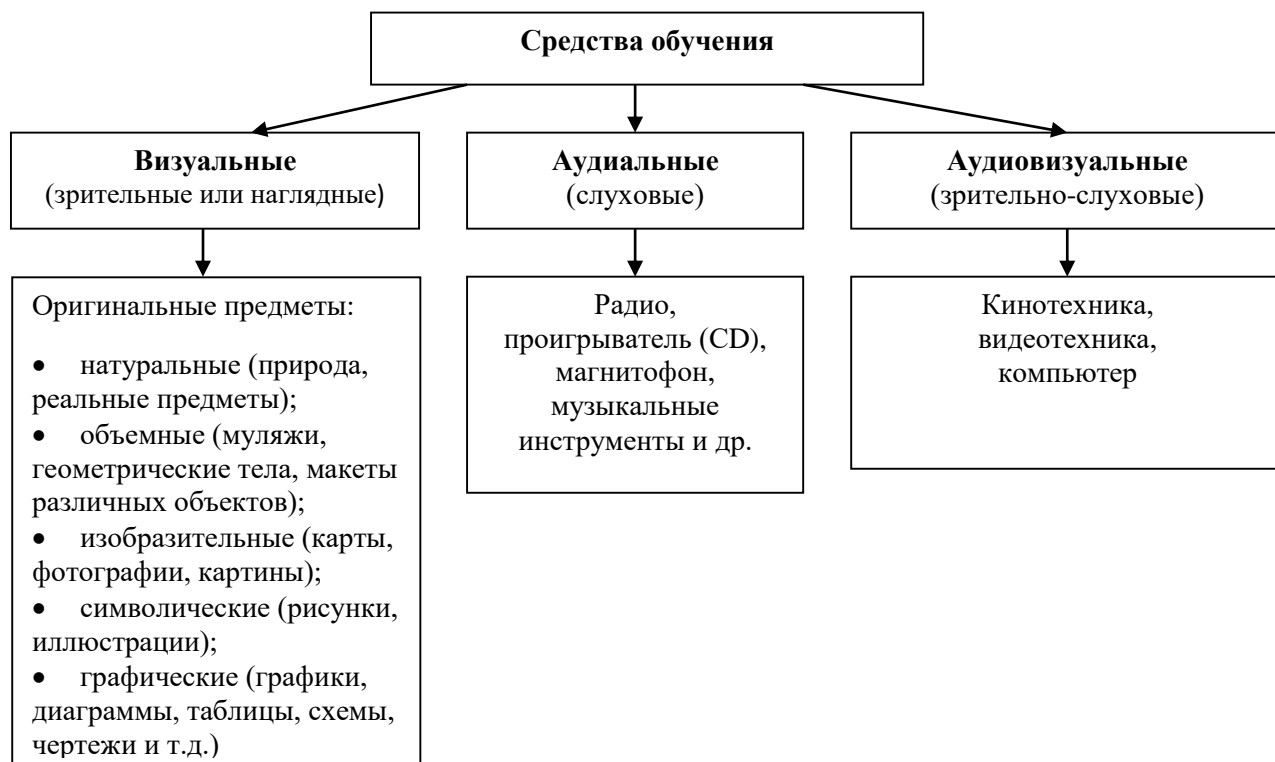 Средства обучения
Визуальные
(зрительные или наглядные)
Аудиальные
(слуховые)
Аудиовизуальные
(зрительно-слуховые)
Оригинальные предметы:
• натуральные (природа,
реальные предметы);
• объемные (муляжи,
геометрические тела, макеты
различных объектов);
• изобразительные (карты,
фотографии, картины);
• символические (рисунки,
иллюстрации);
• графические (графики,
диаграммы, таблицы, схемы,
чертежи и т.д.)
Радио,
проигрыватель (CD),
магнитофон,
музыкальные
инструменты и др.
Кинотехника,
видеотехника,
компьютер